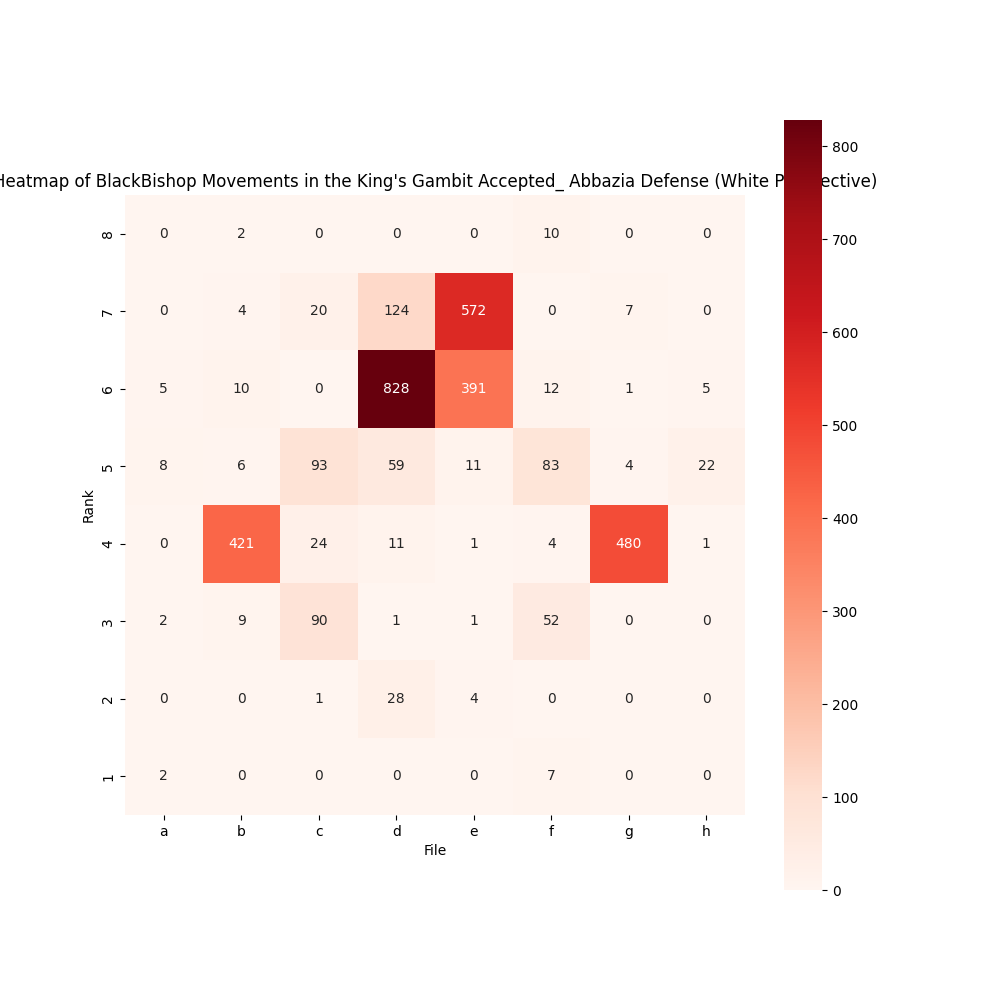 Heatmap of BlackBishop Movements in the King's Gambit Accepted_ Abbazia Defense (White P ective)
8 0 2 0 0 0 10 0 0
7 0 4 20 124 572 0 7 0
6 5 10 0 828 391 12 1 5
5 8 6 93 59 11 83 4 22
4 0 421 24 11 1 4 480 1
3 2 9 90 1 1 52 0 0
2 0 0 1 28 4 0 0 0
1 2 0 0 0 0 7 0 0
Rank
a b c d e f g h
File
800
700
600
500
400
300
200
100
0